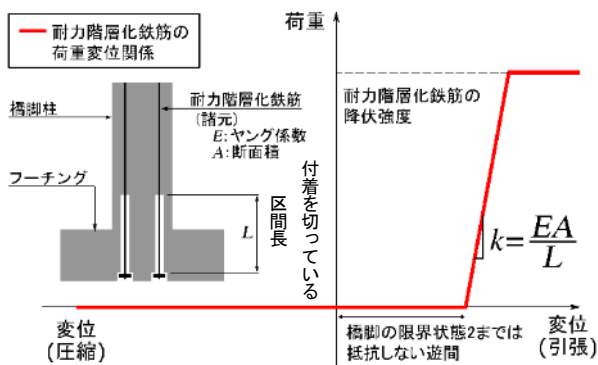 耐力階層化鉄筋の
荷重変位関係
荷重
橋脚柱
耐力階層化鉄筋
(諸元)
E:ヤング係数
A:断面積
フーチング
L
付着を切っている
区間長
耐力階層化鉄筋の
降伏強度
k=EA/L
変位
(圧縮)
橋脚の限界状態2までは
抵抗しない遊間
変位
(引張)